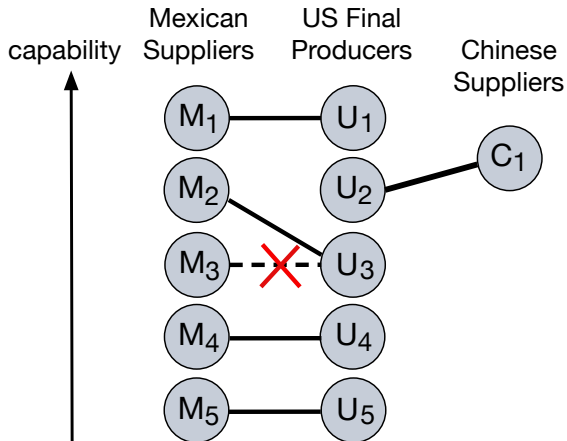 Mexican Suppliers
US Final Producers
Chinese Suppliers
capability
M1 U1
C1
M2 U2
M3 U3
M4 U4
M5 U5